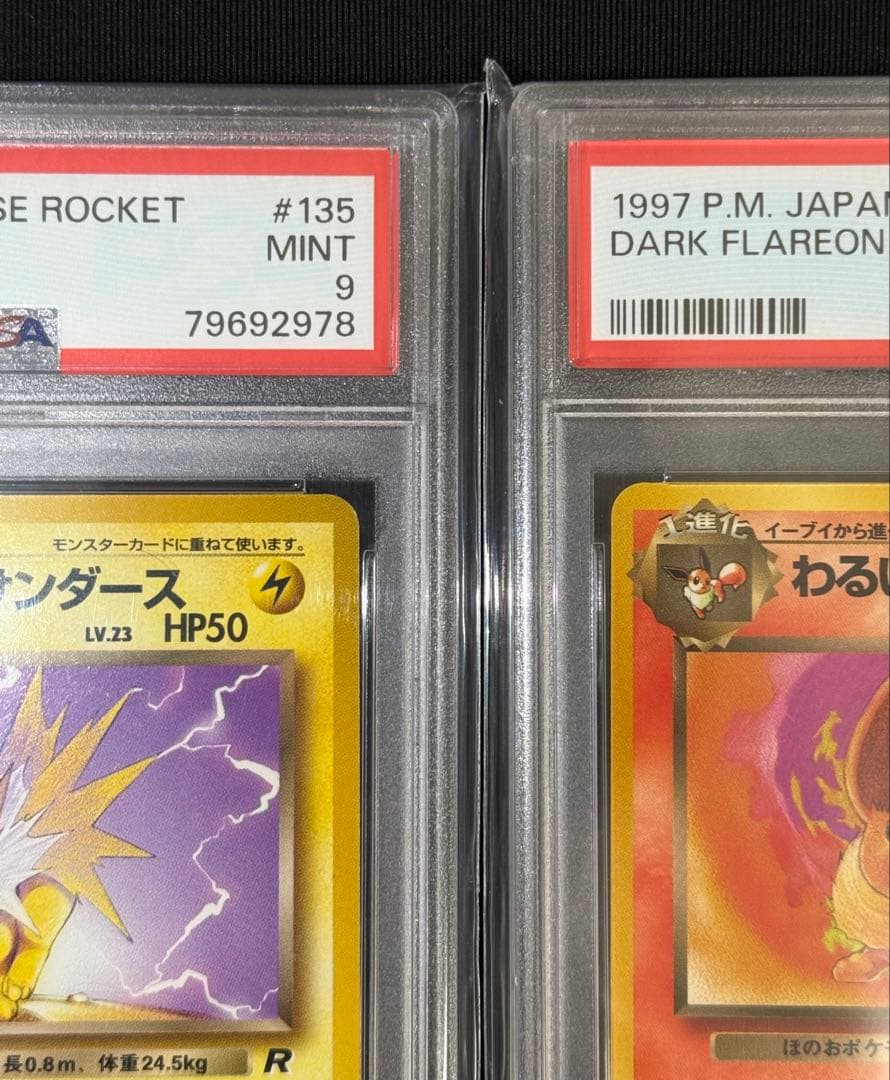 SE ROCKET #135
MINT
9
79692978
SA
1997 P.M. JAPAN
DARK FLAREON
モンスターカードに重ねて使います。
サンダース
LV.23 HP50
長0.8m、体重24.5kg R
1進化 イーブイから進
わるい
ほのおポケモ